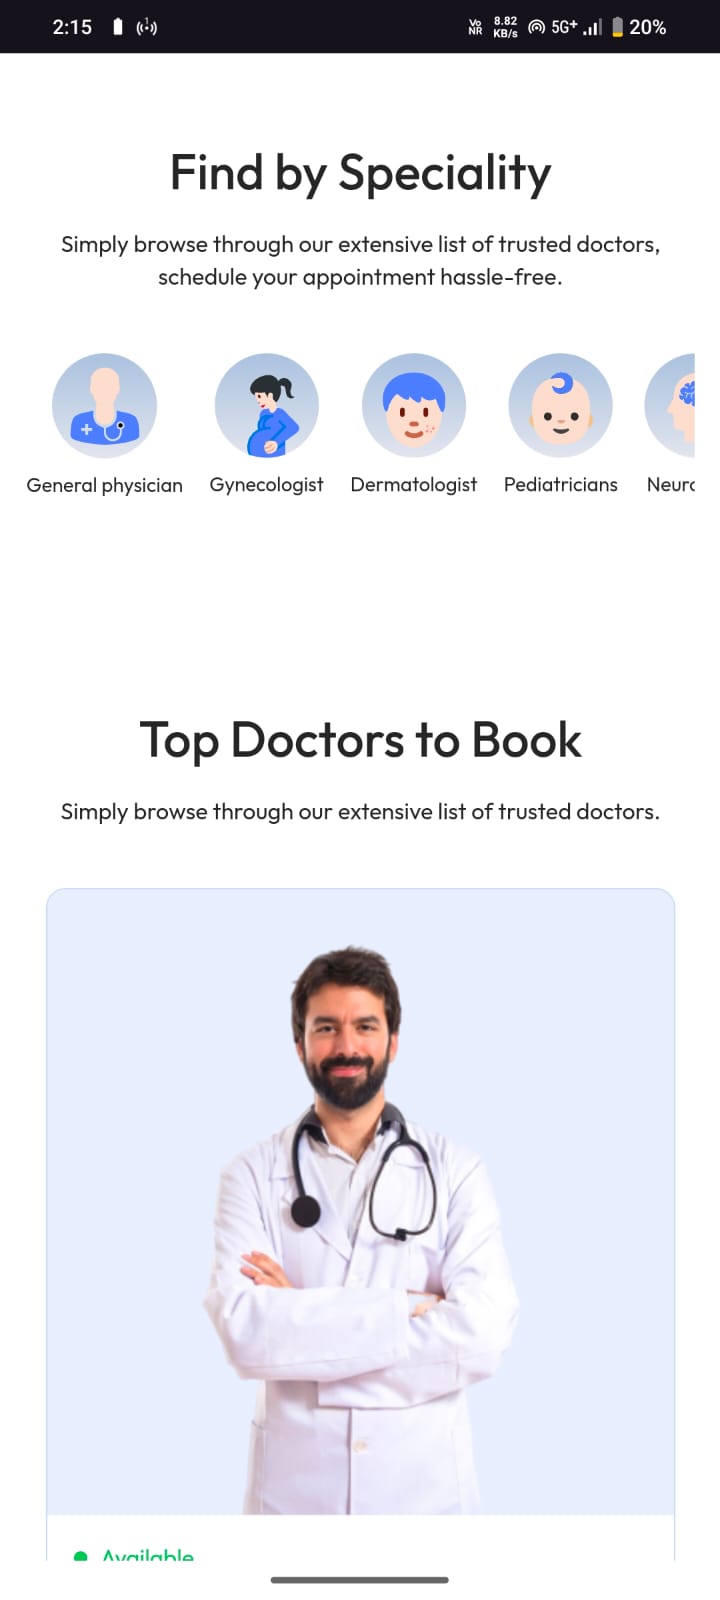 2:15
1
Vo NR 8.82 KB/s 5G+ 20%
Find by Speciality
Simply browse through our extensive list of trusted doctors,
schedule your appointment hassle-free.
General physician Gynecologist Dermatologist Pediatricians
Top Doctors to Book
Simply browse through our extensive list of trusted doctors.
Available